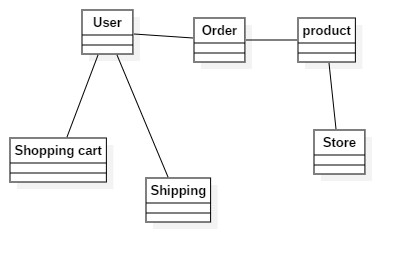 User
Order
product
Shopping cart
Store
Shipping